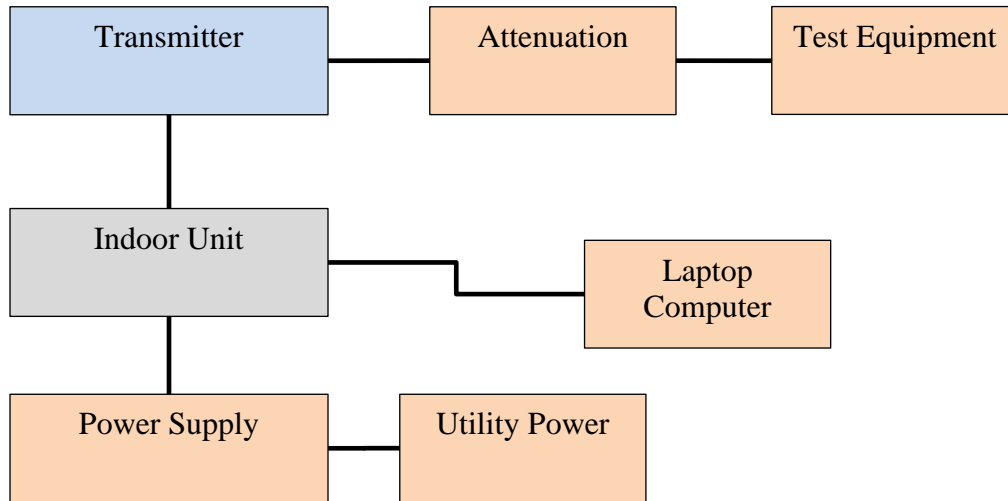 Transmitter
Attenuation
Test Equipment
Indoor Unit
Laptop
Computer
Power Supply
Utility Power